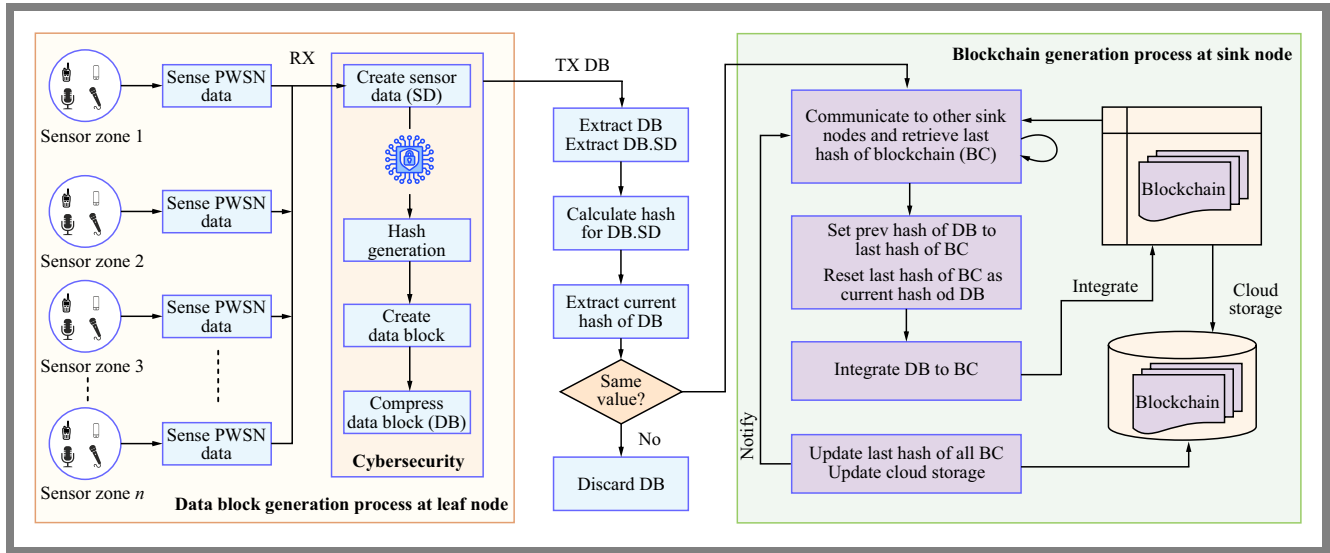 Sensor zone 1
Sense PWSN
data
Sensor zone 2
Sense PWSN
data
Sensor zone 3
Sense PWSN
data
Sensor zone n
Sense PWSN
data
RX
Create sensor
data (SD)
Hash
generation
Create
data block
Compress
data block (DB)
Cybersecurity
Data block generation process at leaf node
TX DB
Extract DB
Extract DB.SD
Calculate hash
for DB.SD
Extract current
hash of DB
Same
value?
No
Discard DB
Blockchain generation process at sink node
Communicate to other sink
nodes and retrieve last
hash of blockchain (BC)
Set prev hash of DB to
last hash of BC
Reset last hash of BC as
current hash od DB
Integrate DB to BC
Update last hash of all BC
Update cloud storage
Notify
Integrate
Blockchain
Cloud
storage
Blockchain